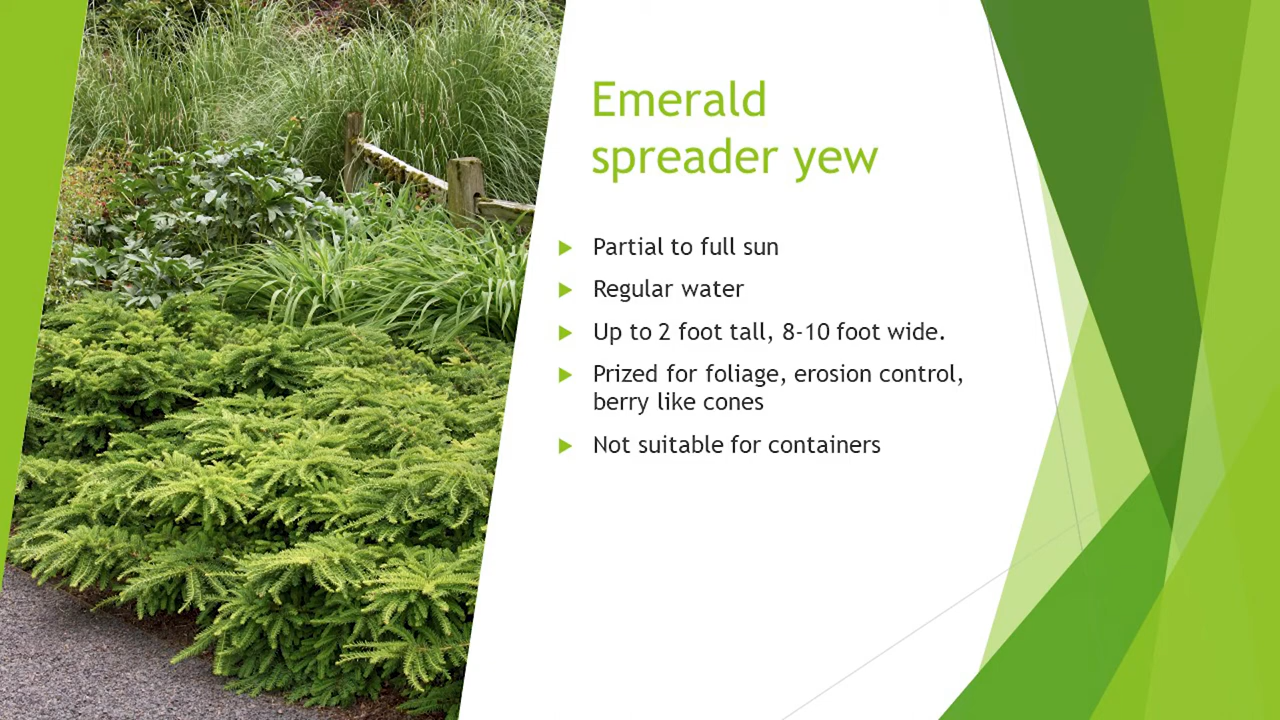 Emerald
spreader yew
Partial to full sun
Regular water
Up to 2 foot tall, 8-10 foot wide.
Prized for foliage, erosion control,
berry like cones
Not suitable for containers